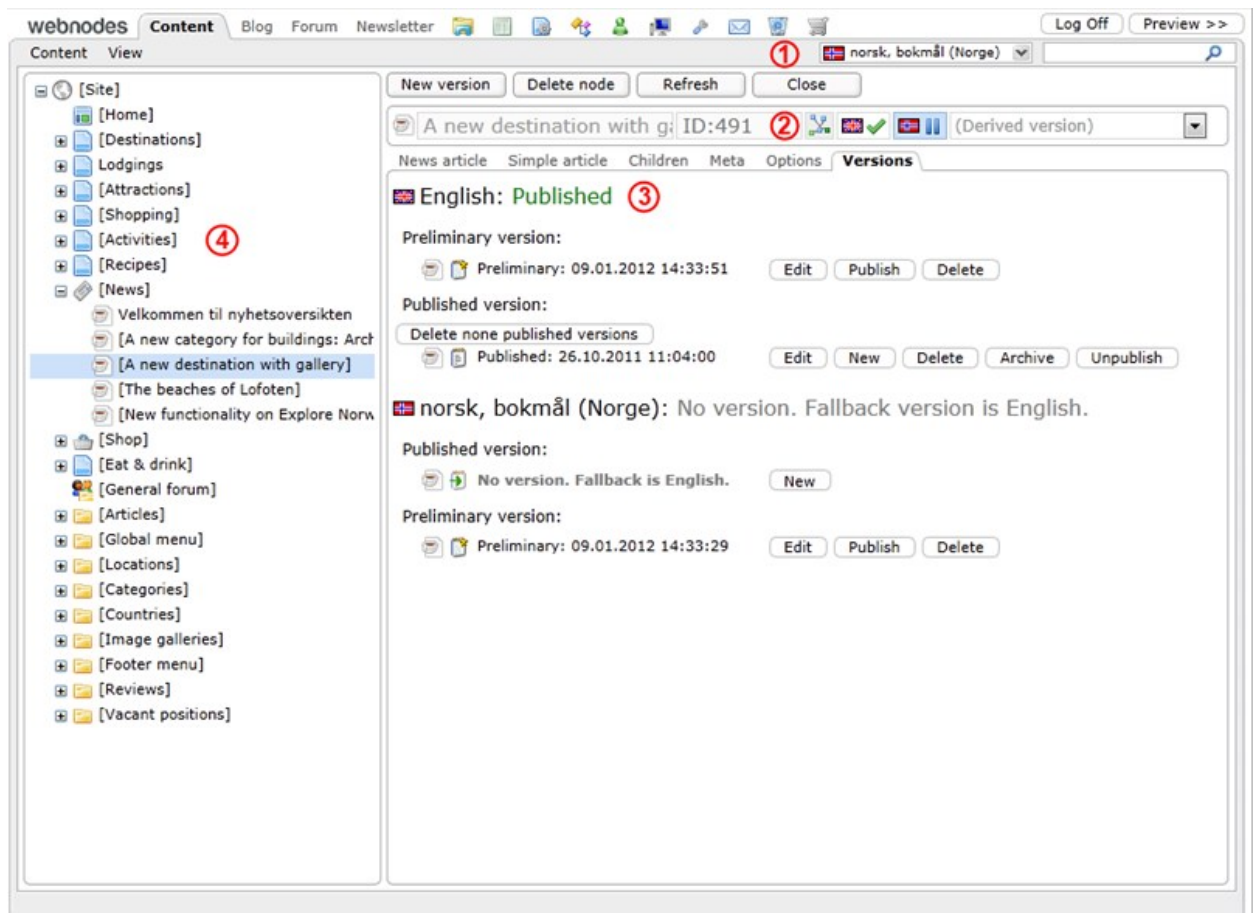 webnodes Content Blog Forum Newsletter Log Off Preview >>
Content View ① norsk, bokmål (Norge)
[Site]
[Home]
[Destinations]
Lodgings
[Attractions]
[Shopping]
[Activities] ④
[Recipes]
[News]
Velkommen til nyhetsoversikten
[A new category for buildings: Arch
[A new destination with gallery]
[The beaches of Lofoten]
[New functionality on Explore Norw
[Shop]
[Eat & drink]
[General forum]
[Articles]
[Global menu]
[Locations]
[Categories]
[Countries]
[Image galleries]
[Footer menu]
[Reviews]
[Vacant positions]
New version Delete node Refresh Close
A new destination with ga ID:491 ② (Derived version)
News article Simple article Children Meta Options Versions
English: Published ③
Preliminary version:
Preliminary: 09.01.2012 14:33:51 Edit Publish Delete
Published version:
Delete none published versions
Published: 26.10.2011 11:04:00 Edit New Delete Archive Unpublish
norsk, bokmål (Norge): No version. Fallback version is English.
Published version:
No version. Fallback is English. New
Preliminary version:
Preliminary: 09.01.2012 14:33:29 Edit Publish Delete